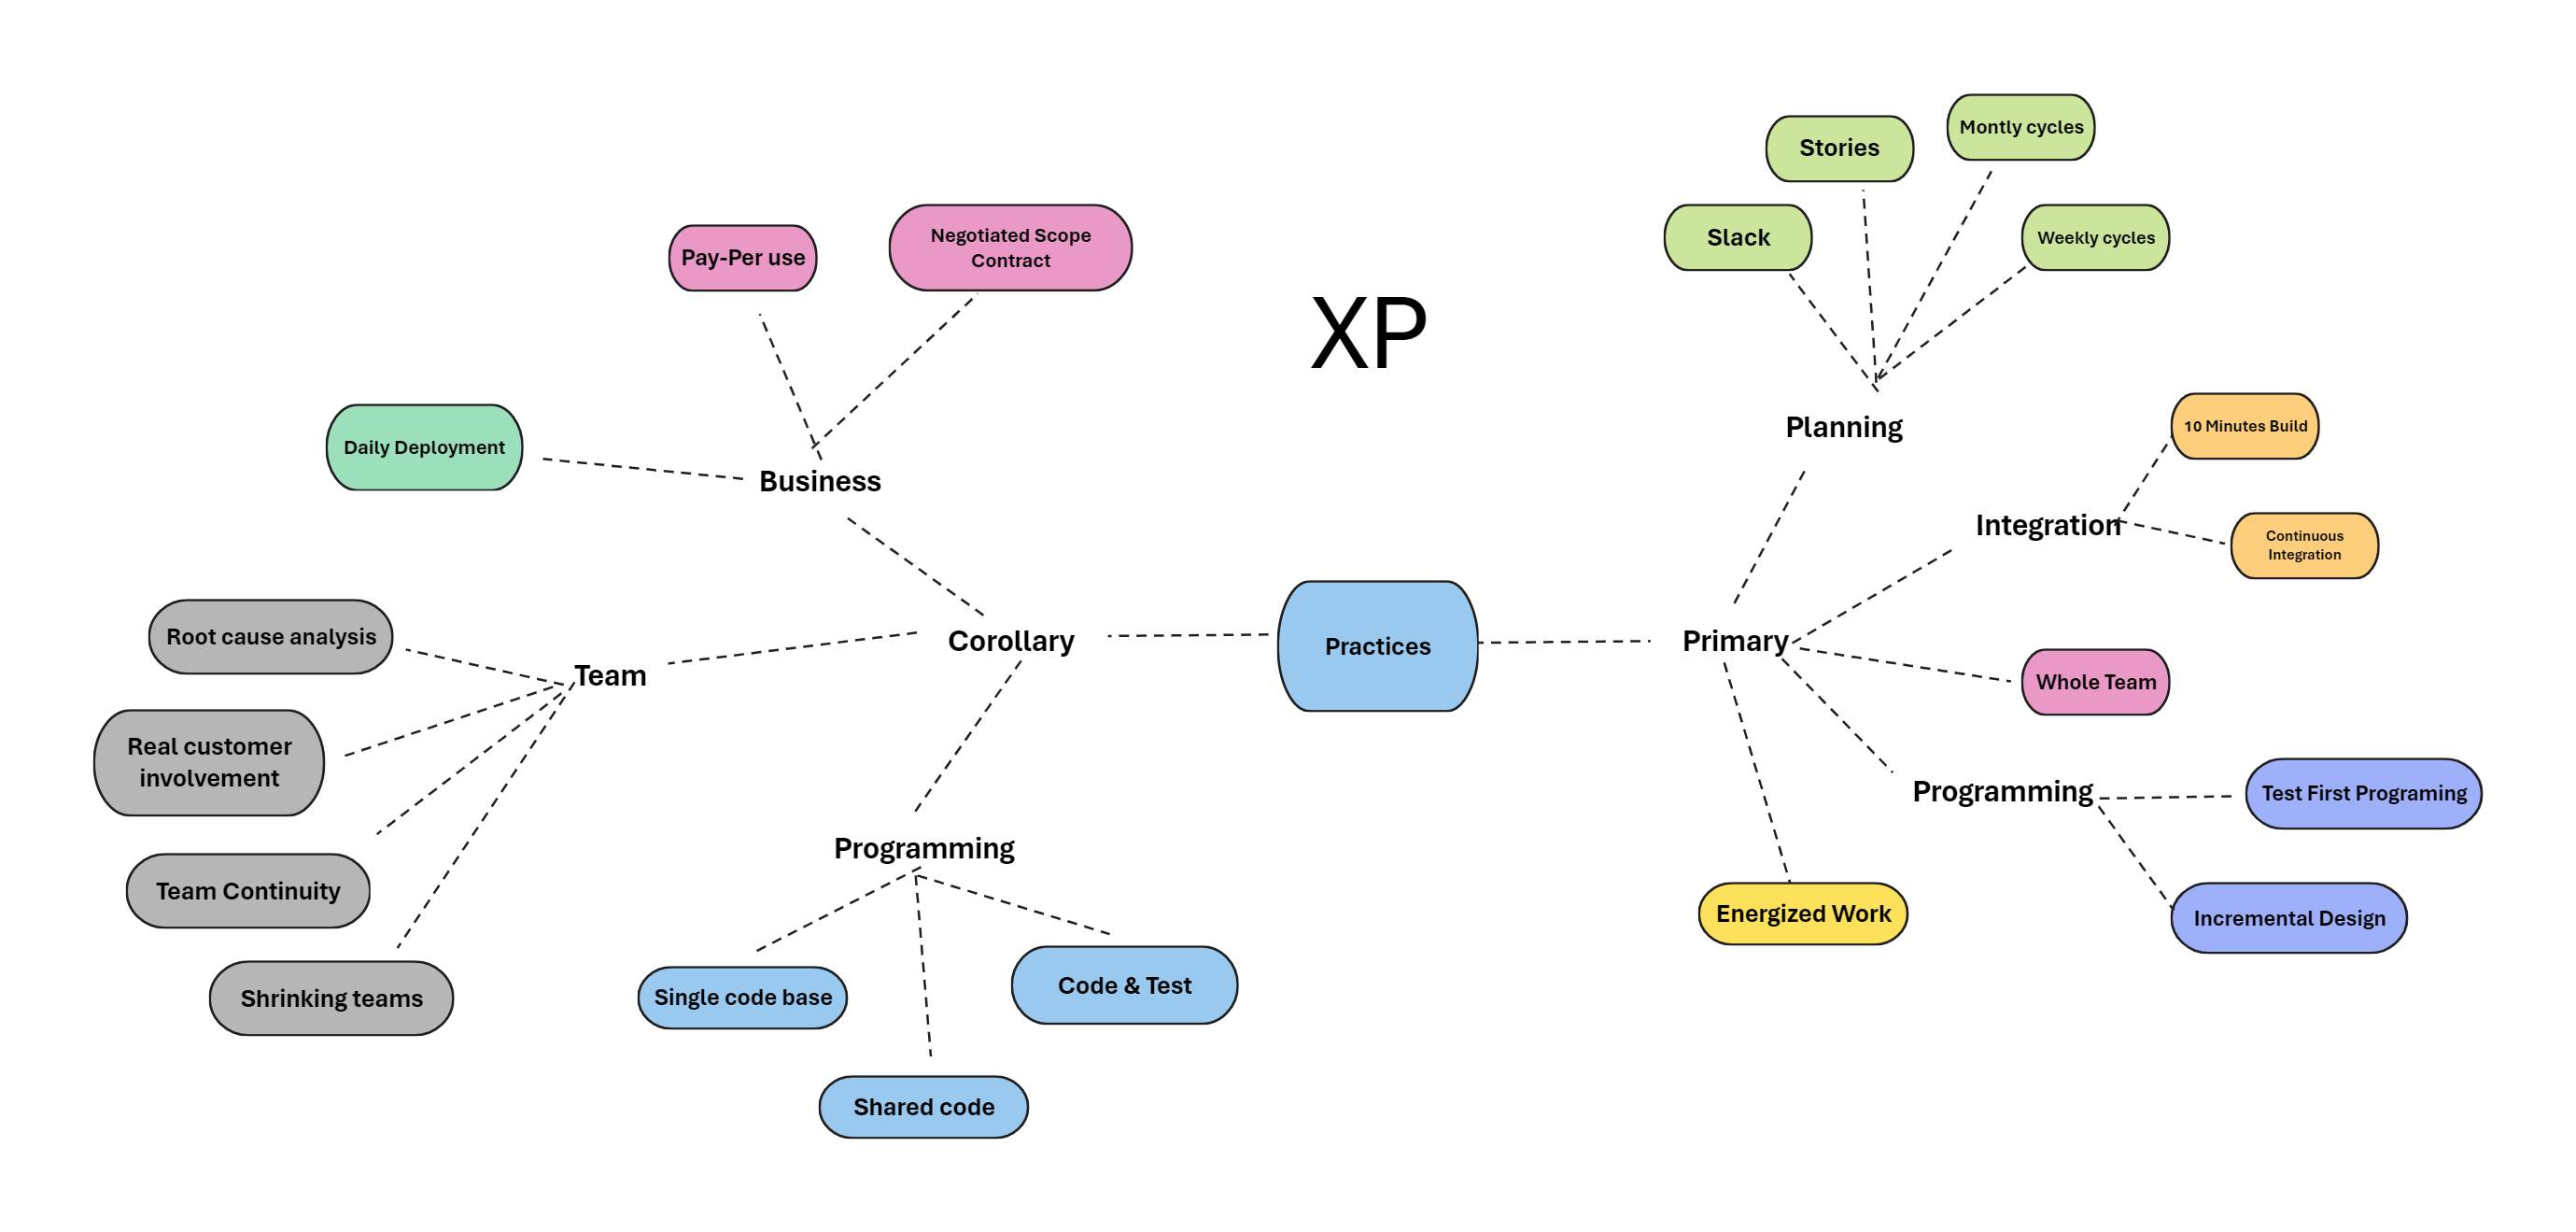 XP
Practices
Corollary
Business
Pay-Per use
Negotiated Scope
Contract
Daily Deployment
Team
Root cause analysis
Real customer
involvement
Team Continuity
Shrinking teams
Programming
Single code base
Shared code
Code & Test
Primary
Planning
Slack
Stories
Montly cycles
Weekly cycles
Integration
10 Minutes Build
Continuous
Integration
Whole Team
Programming
Test First Programing
Incremental Design
Energized Work